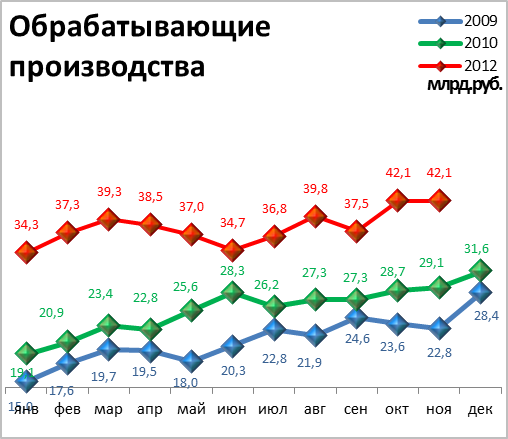 Обрабатывающие
производства
2009
2010
2012
млрд.руб.
34,3 37,3 39,3 38,5 37,0 34,7 36,8 39,8 37,5 42,1 42,1
19,1 20,9 23,4 22,8 25,6 28,3 26,2 27,3 27,3 28,7 29,1 31,6
15,0 17,6 19,7 19,5 18,0 20,3 22,8 21,9 24,6 23,6 22,8 28,4
янв фев мар апр май июн июл авг сен окт ноя дек